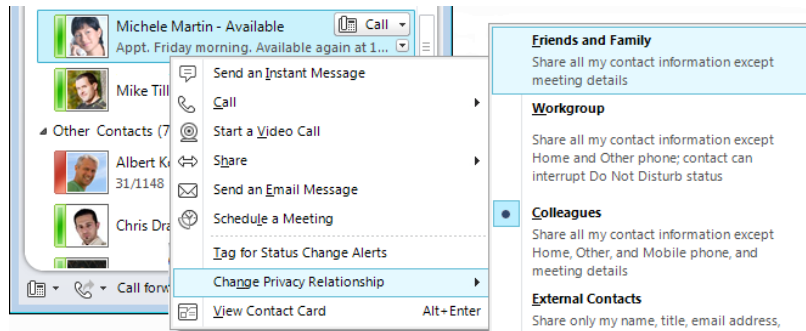 Michele Martin - Available
Call
Appt. Friday morning. Available again at 1...
Mike Till
Other Contacts (7
Albert K
31/1148
Chris Dra
Call forw
Send an Instant Message
Call
Start a Video Call
Share
Send an Email Message
Schedule a Meeting
Tag for Status Change Alerts
Change Privacy Relationship
View Contact Card Alt+Enter
Friends and Family
Share all my contact information except
meeting details
Workgroup
Share all my contact information except
Home and Other phone; contact can
interrupt Do Not Disturb status
Colleagues
Share all my contact information except
Home, Other, and Mobile phone, and
meeting details
External Contacts
Share only my name, title, email address,